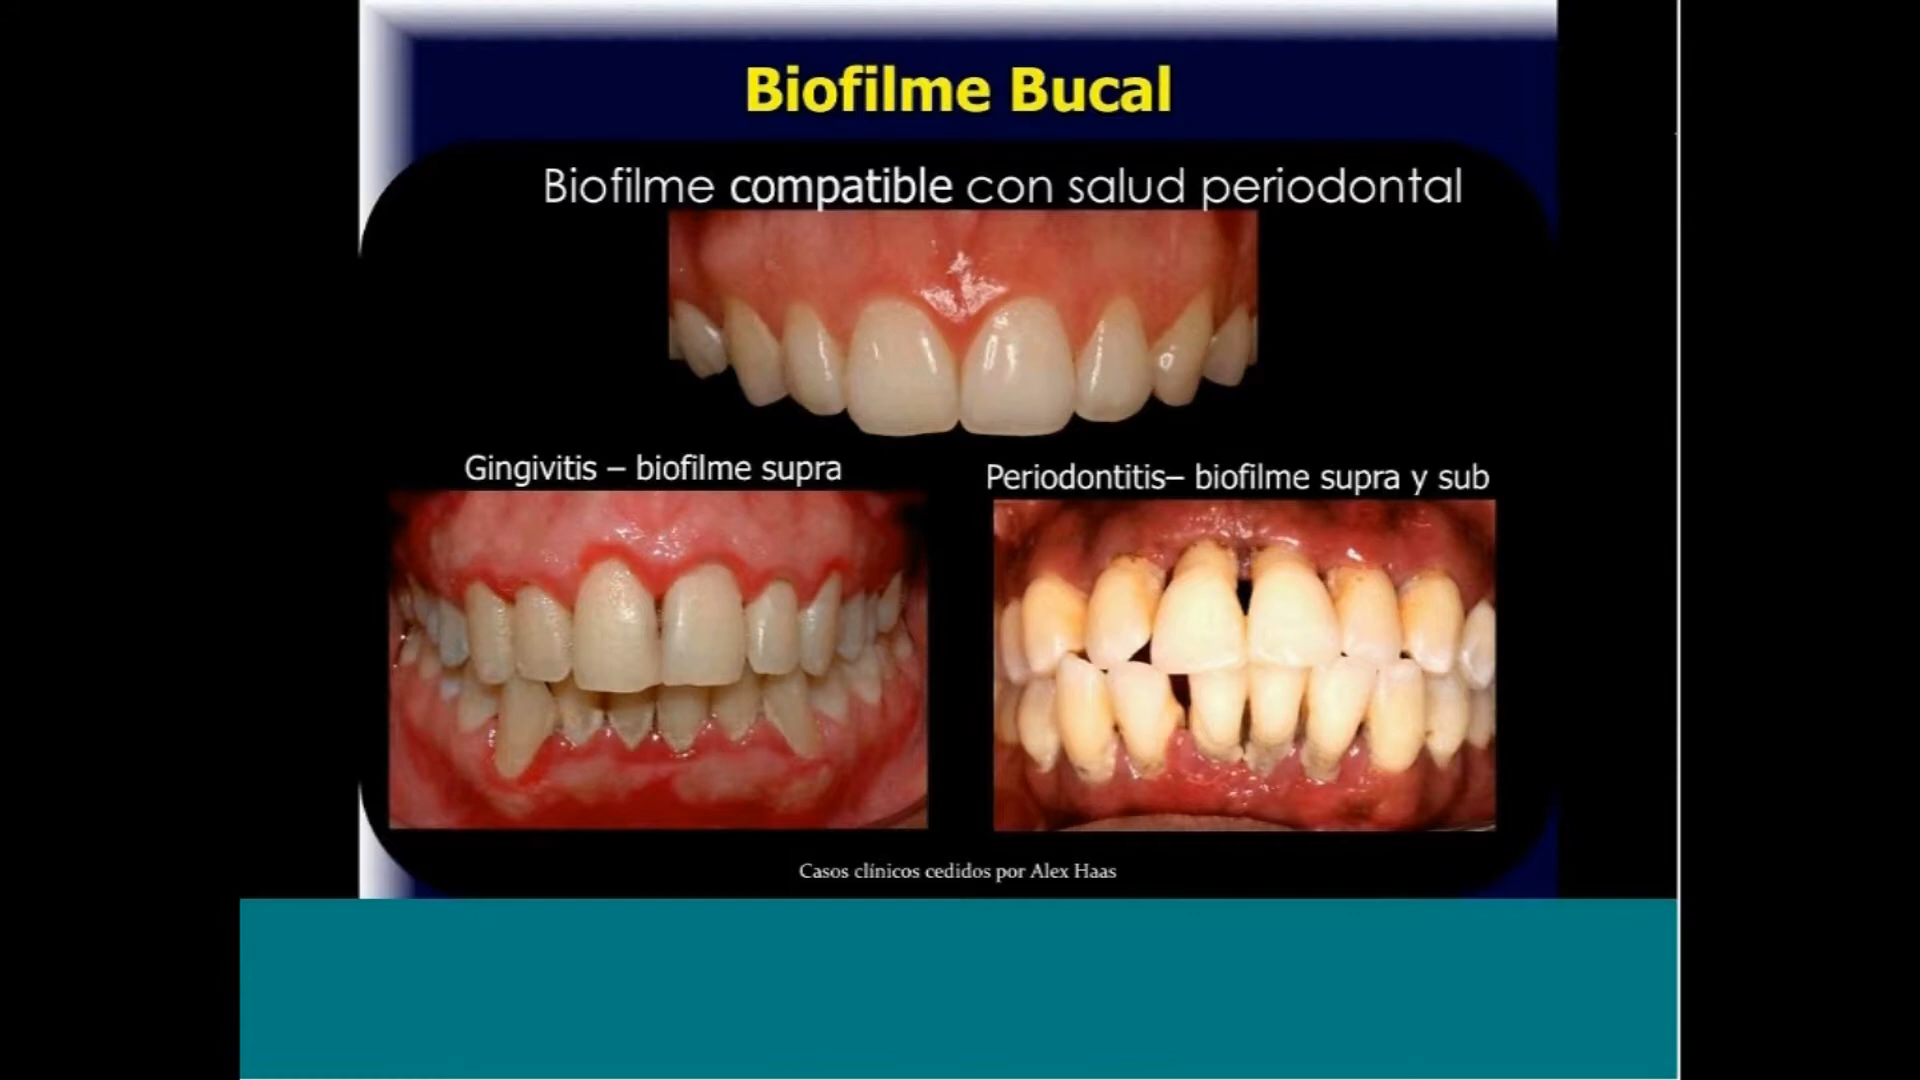 Biofilme Bucal
Biofilme compatible con salud periodontal
Gingivitis – biofilme supra
Periodontitis– biofilme supra y sub
Casos clínicos cedidos por Alex Haas